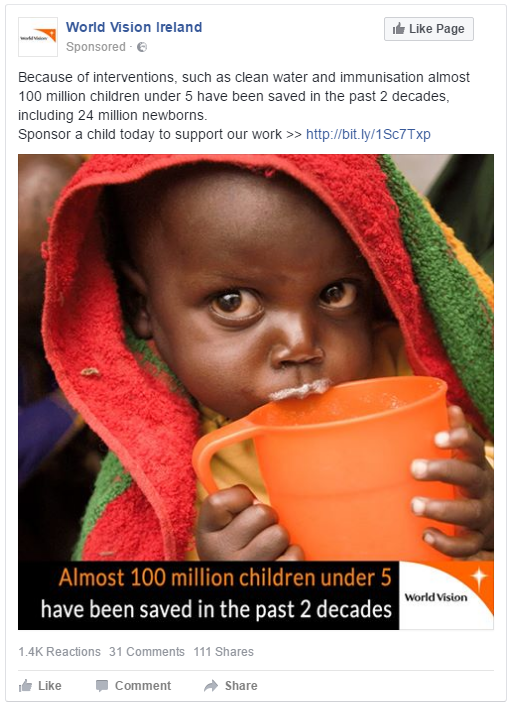 World Vision
World Vision Ireland
Sponsored ·
Like Page
Because of interventions, such as clean water and immunisation almost
100 million children under 5 have been saved in the past 2 decades,
including 24 million newborns.
Sponsor a child today to support our work >> http://bit.ly/1Sc7Txp
Almost 100 million children under 5
have been saved in the past 2 decades
World Vision
1.4K Reactions 31 Comments 111 Shares
Like Comment Share